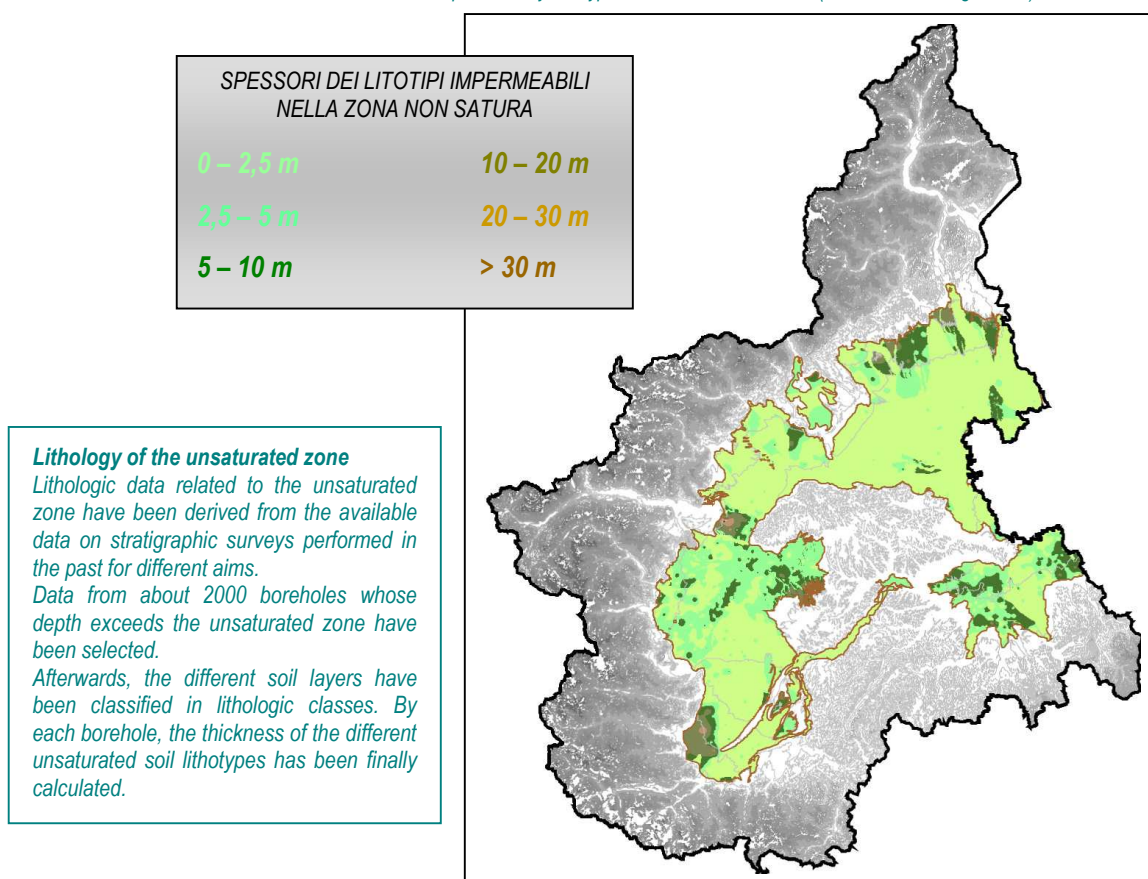 SPESSORI DEI LITOTIPI IMPERMEABILI
NELLA ZONA NON SATURA
0 – 2,5 m
10 – 20 m
2,5 – 5 m
20 – 30 m
5 – 10 m
> 30 m
Lithology of the unsaturated zone
Lithologic data related to the unsaturated
zone have been derived from the available
data on stratigraphic surveys performed in
the past for different aims.
Data from about 2000 boreholes whose
depth exceeds the unsaturated zone have
been selected.
Afterwards, the different soil layers have
been classified in lithologic classes. By
each borehole, the thickness of the different
unsaturated soil lithotypes has been finally
calculated.